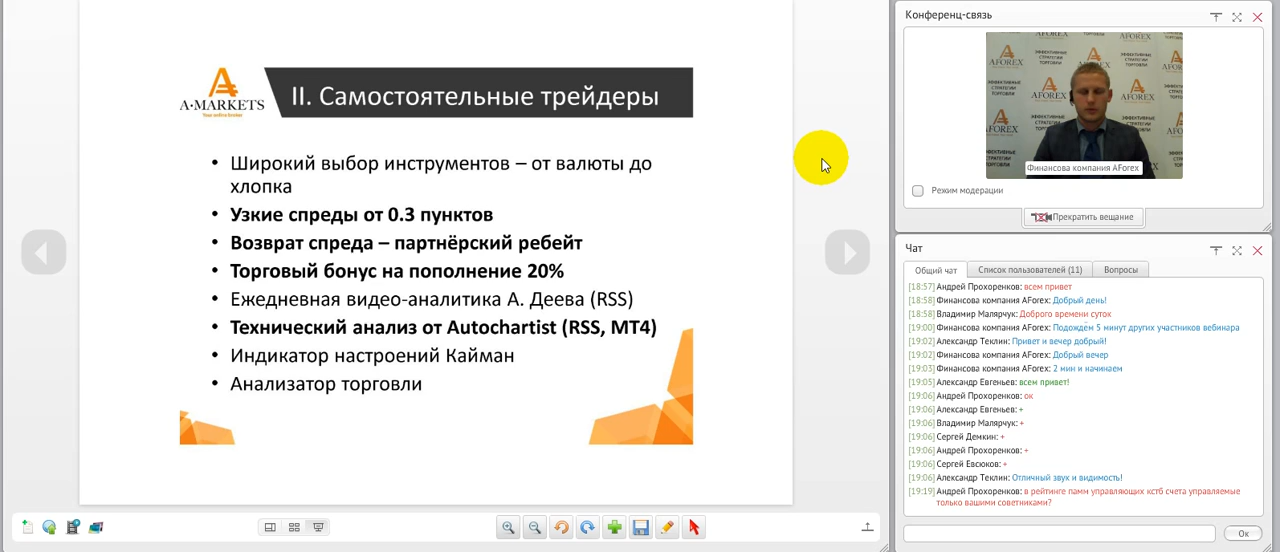 A·MARKETS
Your online broker
II. Самостоятельные трейдеры
• Широкий выбор инструментов – от валюты до
хлопка
• Узкие спреды от 0.3 пунктов
• Возврат спреда – партнёрский ребейт
• Торговый бонус на пополнение 20%
• Ежедневная видео-аналитика А. Деева (RSS)
• Технический анализ от Autochartist (RSS, MT4)
• Индикатор настроений Кайман
• Анализатор торговли
Конференц-связь
AFOREX
ЭФФЕКТИВНЫЕ СТРАТЕГИИ ТОРГОВЛИ
Финансова компания AForex
Режим модерации
Прекратить вещание
Чат
Общий чат Список пользователей (11) Вопросы
[18:57] Андрей Прохоренков: всем привет
[18:58] Финансова компания AForex: Добрый день!
[18:58] Владимир Малярчук: Доброго времени суток
[19:00] Финансова компания AForex: Подождём 5 минут других участников вебинара
[19:02] Александр Теклин: Привет и вечер добрый!
[19:02] Финансова компания AForex: Добрый вечер
[19:03] Финансова компания AForex: 2 мин и начинаем
[19:05] Александр Евгеньев: всем привет!
[19:06] Андрей Прохоренков: ок
[19:06] Александр Евгеньев: +
[19:06] Владимир Малярчук: +
[19:06] Сергей Демкин: +
[19:06] Андрей Прохоренков: +
[19:06] Сергей Евсюков: +
[19:06] Александр Теклин: Отличный звук и видимость!
[19:19] Андрей Прохоренков: в рейтинге памм управляющих кстб счета управляемые
только вашими советниками?
Ок